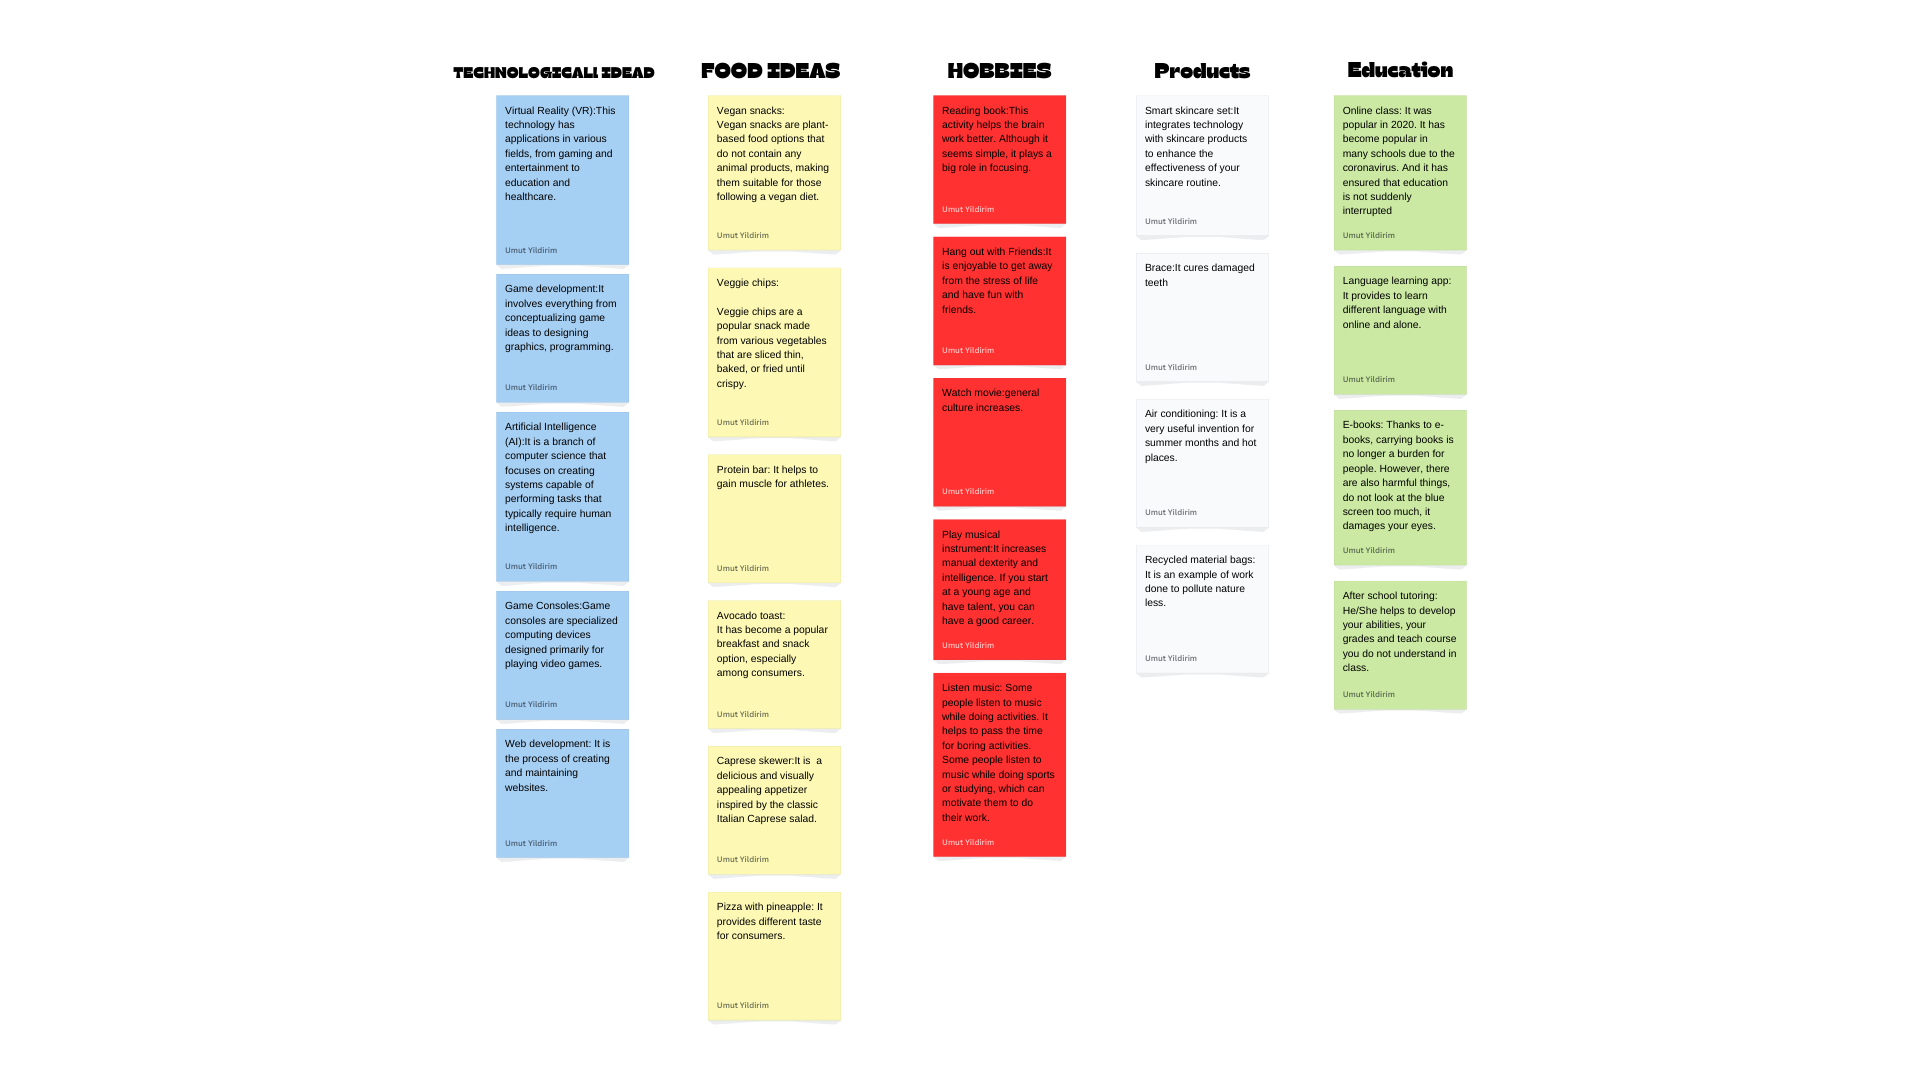 TECHNOLOGICALL IDEAD
Virtual Reality (VR):This
technology has
applications in various
fields, from gaming and
entertainment to
education and
healthcare.
Umut Yildirim
Game development:It
involves everything from
conceptualizing game
ideas to designing
graphics, programming.
Umut Yildirim
Artificial Intelligence
(AI):It is a branch of
computer science that
focuses on creating
systems capable of
performing tasks that
typically require human
intelligence.
Umut Yildirim
Game Consoles:Game
consoles are specialized
computing devices
designed primarily for
playing video games.
Umut Yildirim
Web development: It is
the process of creating
and maintaining
websites.
Umut Yildirim
FOOD IDEAS
Vegan snacks:
Vegan snacks are plant-
based food options that
do not contain any
animal products, making
them suitable for those
following a vegan diet.
Umut Yildirim
Veggie chips:
Veggie chips are a
popular snack made
from various vegetables
that are sliced thin,
baked, or fried until
crispy.
Umut Yildirim
Protein bar: It helps to
gain muscle for athletes.
Umut Yildirim
Avocado toast:
It has become a popular
breakfast and snack
option, especially
among consumers.
Umut Yildirim
Caprese skewer:It is  a
delicious and visually
appealing appetizer
inspired by the classic
Italian Caprese salad.
Umut Yildirim
Pizza with pineapple: It
provides different taste
for consumers.
Umut Yildirim
HOBBIES
Reading book:This
activity helps the brain
work better. Although it
seems simple, it plays a
big role in focusing.
Umut Yildirim
Hang out with Friends:It
is enjoyable to get away
from the stress of life
and have fun with
friends.
Umut Yildirim
Watch movie:general
culture increases.
Umut Yildirim
Play musical
instrument:It increases
manual dexterity and
intelligence. If you start
at a young age and
have talent, you can
have a good career.
Umut Yildirim
Listen music: Some
people listen to music
while doing activities. It
helps to pass the time
for boring activities.
Some people listen to
music while doing sports
or studying, which can
motivate them to do
their work.
Umut Yildirim
Products
Smart skincare set:It
integrates technology
with skincare products
to enhance the
effectiveness of your
skincare routine.
Umut Yildirim
Brace:It cures damaged
teeth
Umut Yildirim
Air conditioning: It is a
very useful invention for
summer months and hot
places.
Umut Yildirim
Recycled material bags:
It is an example of work
done to pollute nature
less.
Umut Yildirim
Education
Online class: It was
popular in 2020. It has
become popular in
many schools due to the
coronavirus. And it has
ensured that education
is not suddenly
interrupted
Umut Yildirim
Language learning app:
It provides to learn
different language with
online and alone.
Umut Yildirim
E-books: Thanks to e-
books, carrying books is
no longer a burden for
people. However, there
are also harmful things,
do not look at the blue
screen too much, it
damages your eyes.
Umut Yildirim
After school tutoring:
He/She helps to develop
your abilities, your
grades and teach course
you do not understand in
class.
Umut Yildirim